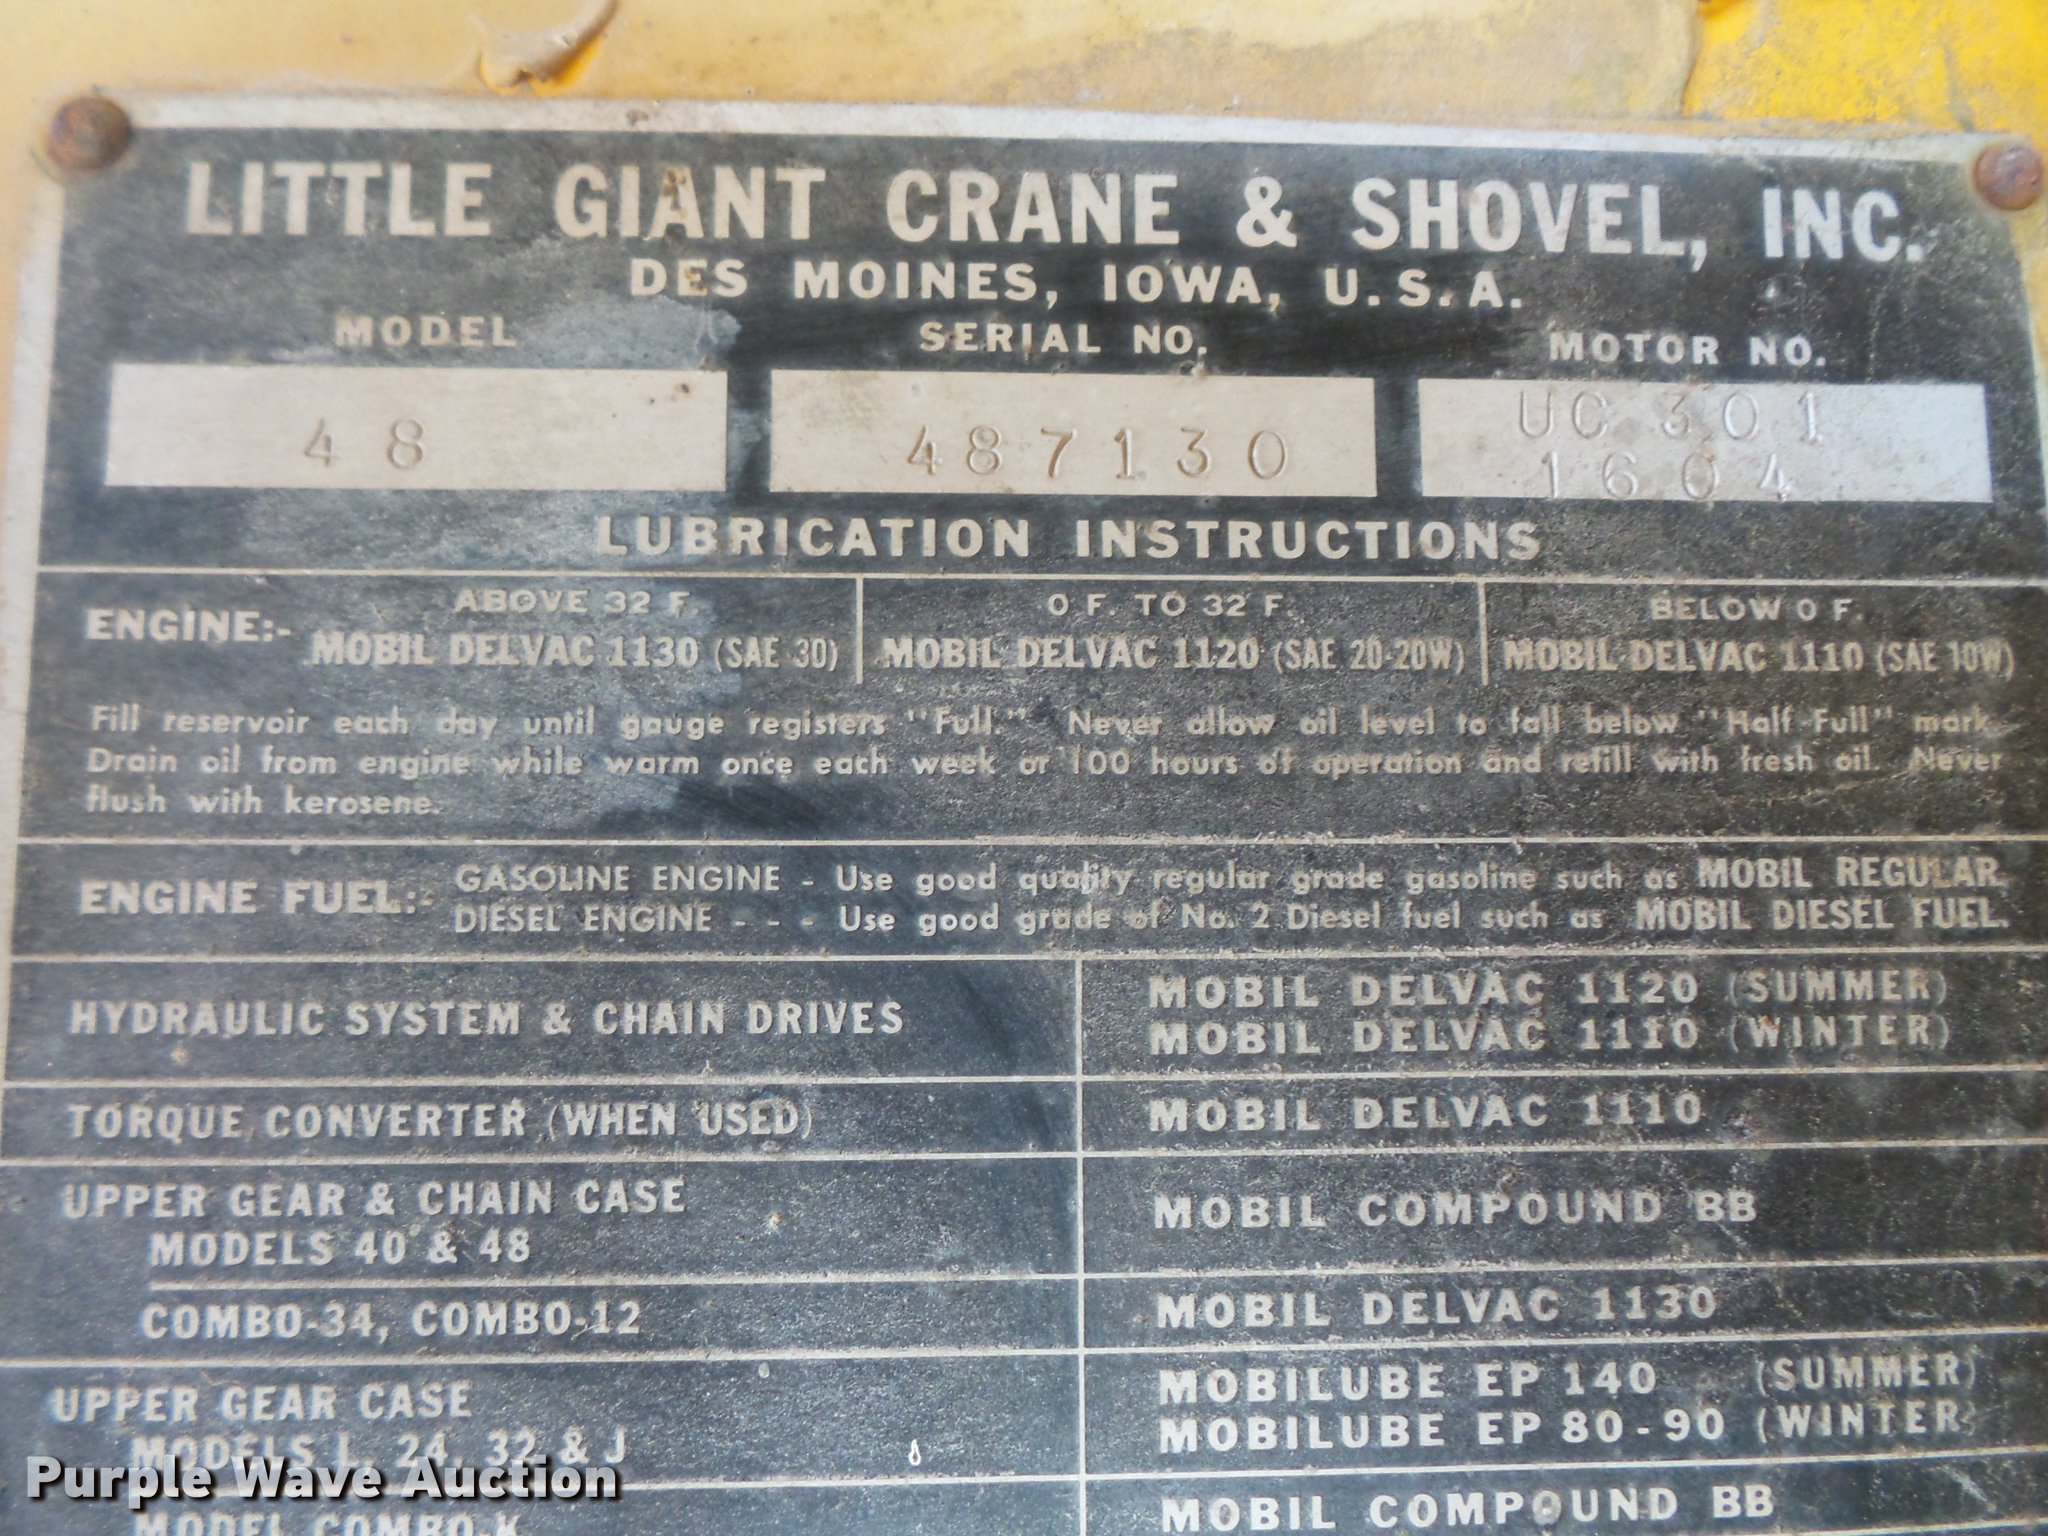 LITTLE GIANT CRANE & SHOVEL, INC.
DES MOINES, IOWA, U.S.A.
MODEL SERIAL NO. MOTOR NO.
48 487130 UC 301
1604
LUBRICATION INSTRUCTIONS
ENGINE:- ABOVE 32 F. 0 F. TO 32 F. BELOW 0 F.
MOBIL DELVAC 1130 (SAE 30) MOBIL DELVAC 1120 (SAE 20-20W) MOBIL DELVAC 1110 (SAE 10W)
Fill reservoir each day until gauge registers "Full." Never allow oil level to fall below "Half-Full" mark.
Drain oil from engine while warm once each week or 100 hours of operation and refill with fresh oil. Never
flush with kerosene.
ENGINE FUEL:- GASOLINE ENGINE - Use good quality regular grade gasoline such as MOBIL REGULAR,
DIESEL ENGINE - - - Use good grade of No. 2 Diesel fuel such as MOBIL DIESEL FUEL.
HYDRAULIC SYSTEM & CHAIN DRIVES MOBIL DELVAC 1120 (SUMMER)
MOBIL DELVAC 1110 (WINTER)
TORQUE CONVERTER (WHEN USED) MOBIL DELVAC 1110
UPPER GEAR & CHAIN CASE
MODELS 40 & 48 MOBIL COMPOUND BB
COMBO-34, COMBO-12 MOBIL DELVAC 1130
UPPER GEAR CASE MOBILUBE EP 140 (SUMMER)
MODELS L, 24, 32 & J MOBILUBE EP 80-90 (WINTER)
MODEL COMBO-K MOBIL COMPOUND BB
Purple Wave Auction